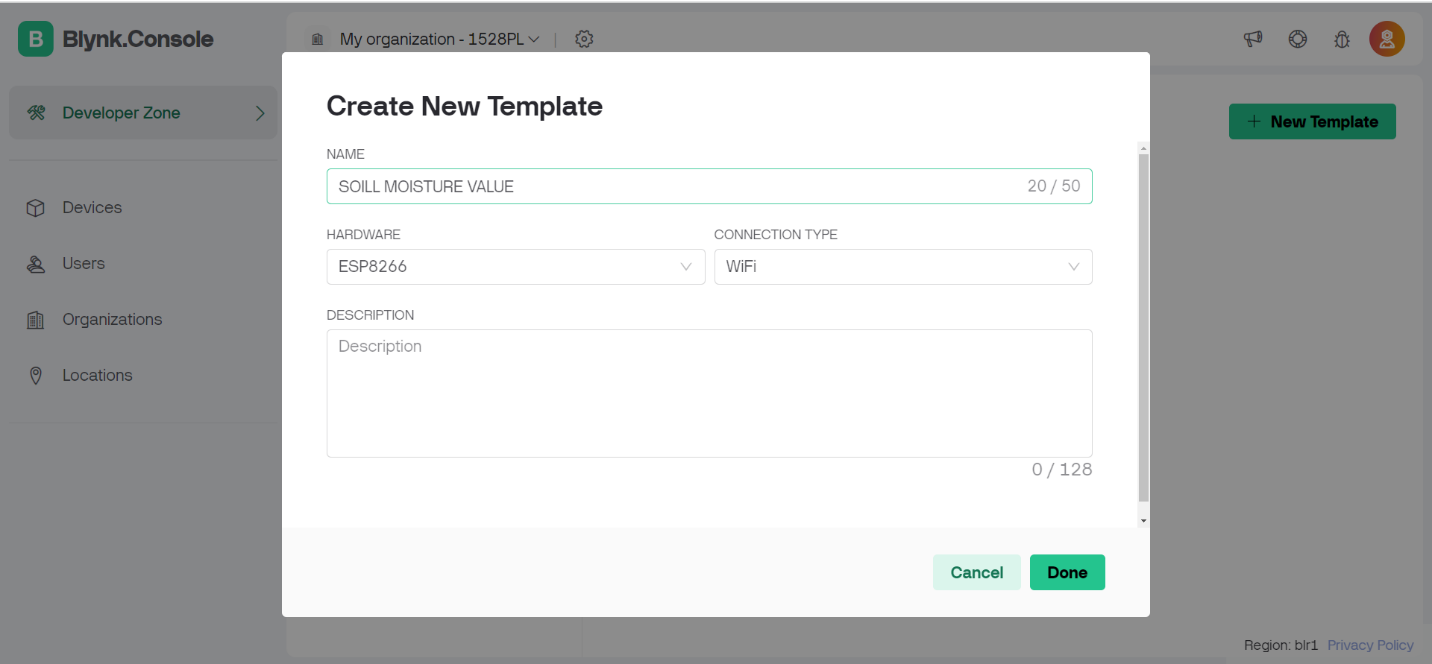 B Blynk.Console
My organization - 1528PL
Developer Zone
+ New Template
Devices
Users
Organizations
Locations
Create New Template
NAME
SOILL MOISTURE VALUE 20 / 50
HARDWARE CONNECTION TYPE
ESP8266 WiFi
DESCRIPTION
Description
0 / 128
Cancel Done
Region: blr1 Privacy Policy